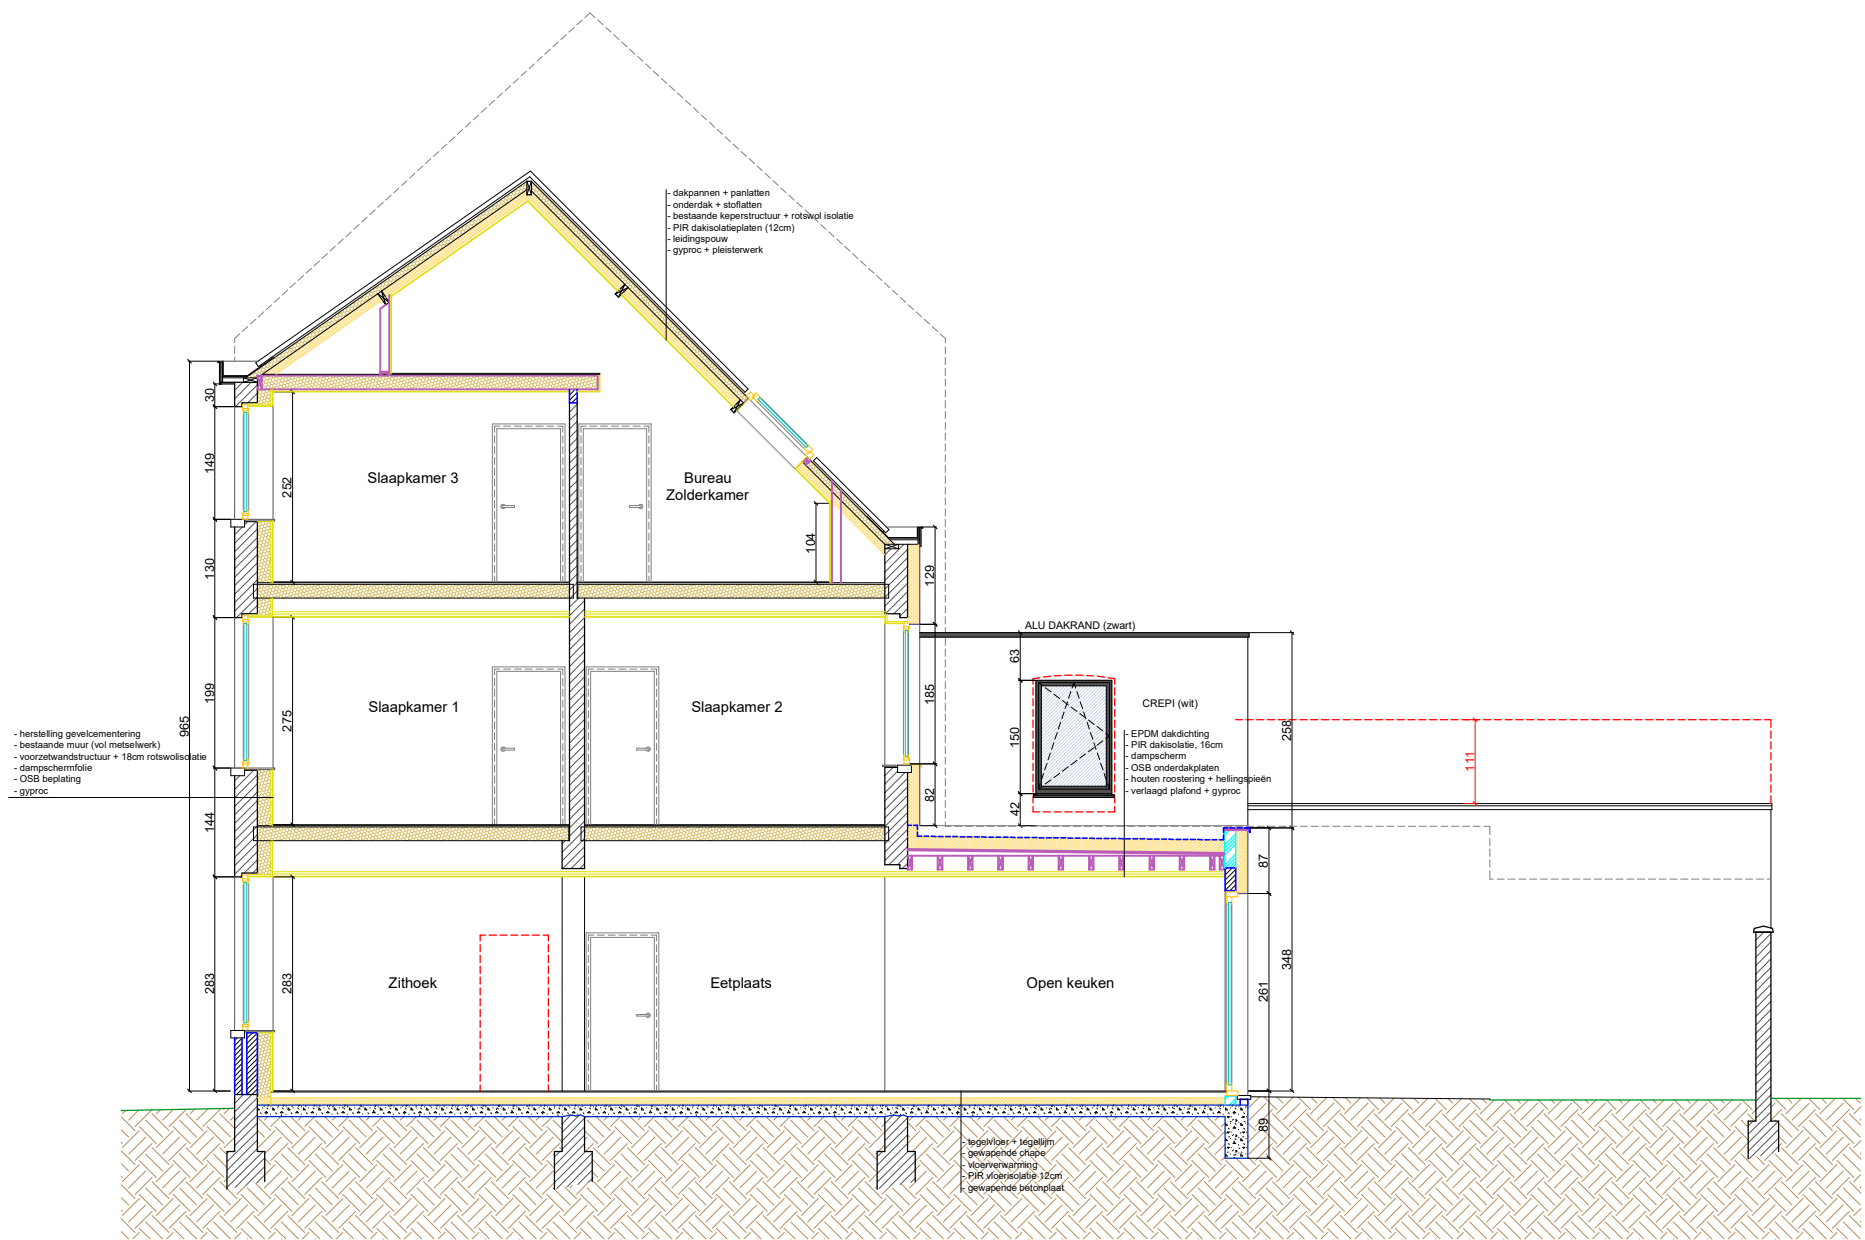 - dakpannen + panlatten
- onderdak + stoflatten
- bestaande keperstructuur + rotswol isolatie
- PIR dakisolatieplaten (12cm)
- leidingspouw
- gyproc + pleisterwerk
30
149
252
130
Slaapkamer 3
Bureau
Zolderkamer
104
129
ALU DAKRAND (zwart)
63
185
150
42
82
CREPI (wit)
258
111
965
199
275
144
Slaapkamer 1
Slaapkamer 2
- herstelling gevelcementering
- bestaande muur (vol metselwerk)
- voorzetwandstructuur + 18cm rotswolisolatie
- dampschermfolie
- OSB beplating
- gyproc
- EPDM dakdichting
- PIR dakisolatie, 16cm
- dampscherm
- OSB onderdakplaten
- houten roostering + hellingspieën
- verlaagd plafond + gyproc
87
283
283
Zithoek
Eetplaats
Open keuken
261
348
89
- tegelvloer + tegellijm
- gewapende chape
- vloerverwarming
- PIR vloerisolatie 12cm
- gewapende betonplaat